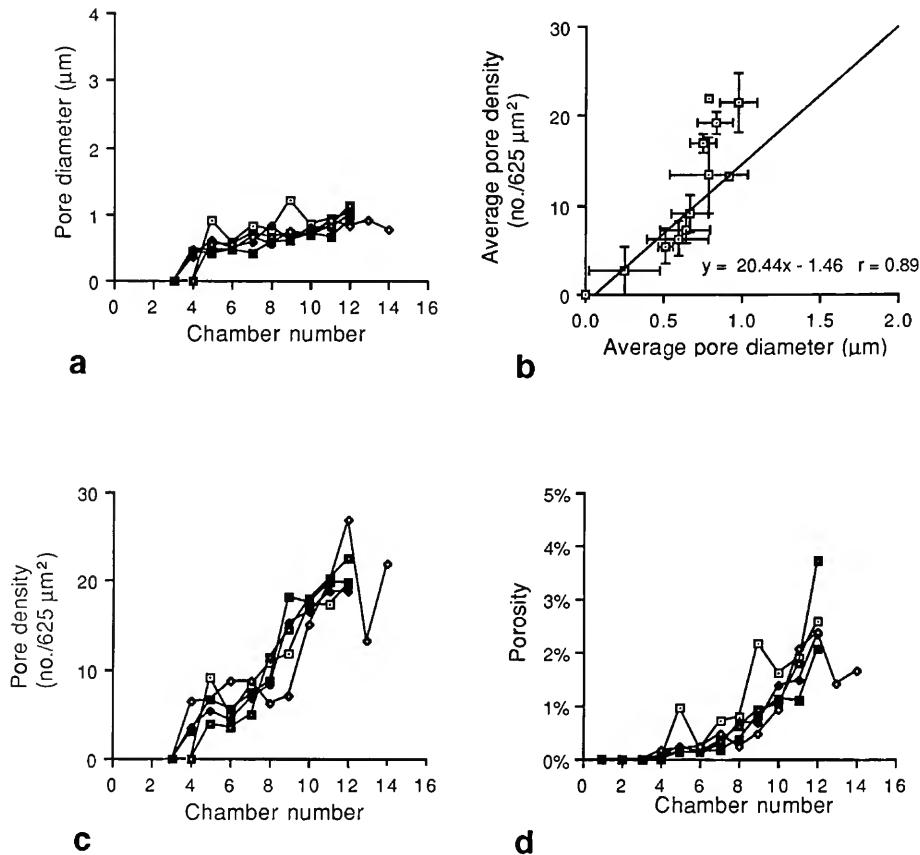 4
3
2
1
0
Pore diameter (µm)
0 2 4 6 8 10 12 14 16
Chamber number
a
30
20
10
0
Average pore density
(no./625 µm²)
y = 20.44x - 1.46 r = 0.89
0.0 0.5 1.0 1.5 2.0
Average pore diameter (µm)
b
30
20
10
0
Pore density
(no./625 µm²)
0 2 4 6 8 10 12 14 16
Chamber number
c
5%
4%
3%
2%
1%
0%
Porosity
0 2 4 6 8 10 12 14 16
Chamber number
d